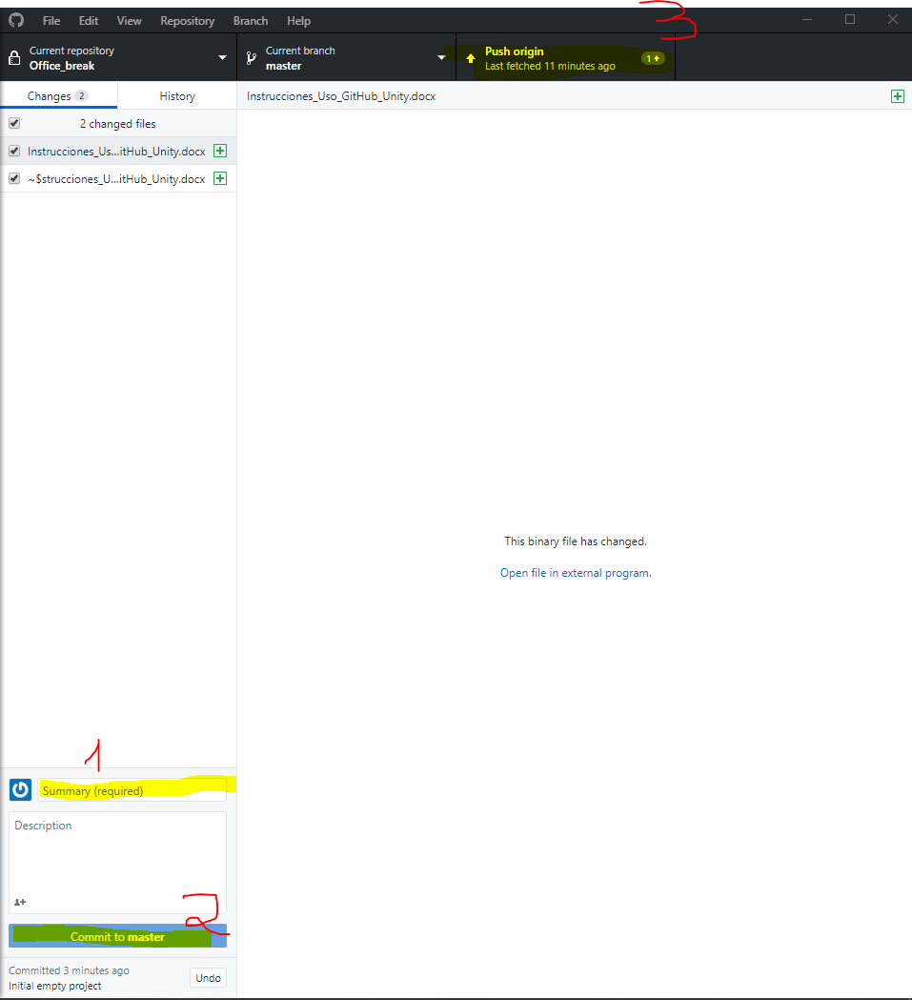 3
File Edit View Repository Branch Help
Current repository
Office_break
Current branch
master
Push origin
Last fetched 11 minutes ago
1
Changes 2
History
Instrucciones_Uso_GitHub_Unity.docx
2 changed files
Instrucciones_Us...itHub_Unity.docx
~$strucciones_U...itHub_Unity.docx
This binary file has changed.
Open file in external program.
1
Summary (required)
Description
2
Commit to master
Committed 3 minutes ago
Initial empty project
Undo